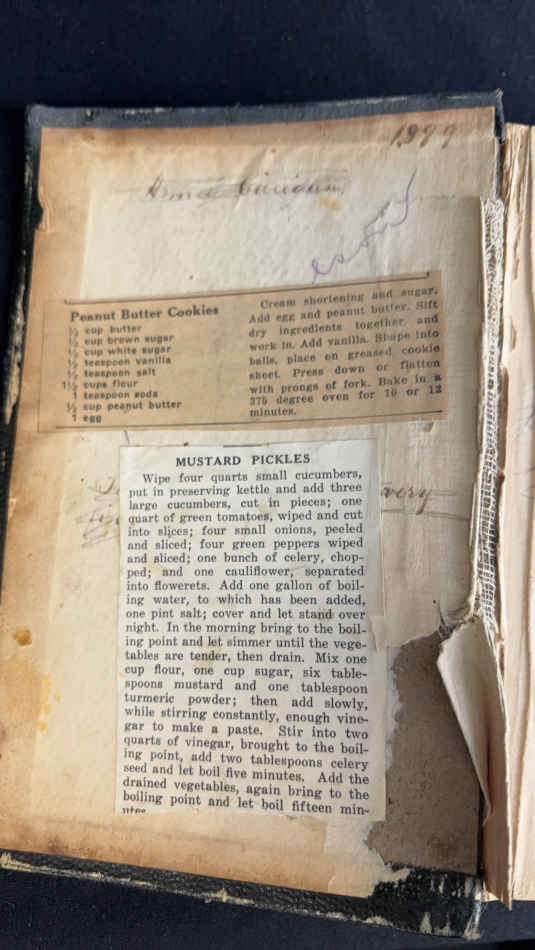 1899
Peanut Butter Cookies
½ cup butter
½ cup brown sugar
½ cup white sugar
½ teaspoon vanilla
½ teaspoon salt
1½ cups flour
1 teaspoon soda
½ cup peanut butter
1 egg
Cream shortening and sugar.
Add egg and peanut butter. Sift
dry ingredients together, and
work in. Add vanilla. Shape into
balls, place on greased cookie
sheet. Press down or flatten
with prongs of fork. Bake in a
375 degree oven for 10 or 12
minutes.
MUSTARD PICKLES
Wipe four quarts small cucumbers,
put in preserving kettle and add three
large cucumbers, cut in pieces; one
quart of green tomatoes, wiped and cut
into slices; four small onions, peeled
and sliced; four green peppers wiped
and sliced; one bunch of celery, chop-
ped; and one cauliflower, separated
into flowerets. Add one gallon of boil-
ing water, to which has been added,
one pint salt; cover and let stand over
night. In the morning bring to the boil-
ing point and let simmer until the vege-
tables are tender, then drain. Mix one
cup flour, one cup sugar, six table-
spoons mustard and one tablespoon
turmeric powder; then add slowly,
while stirring constantly, enough vine-
gar to make a paste. Stir into two
quarts of vinegar, brought to the boil-
ing point, add two tablespoons celery
seed and let boil five minutes. Add the
drained vegetables, again bring to the
boiling point and let boil fifteen min-
utes